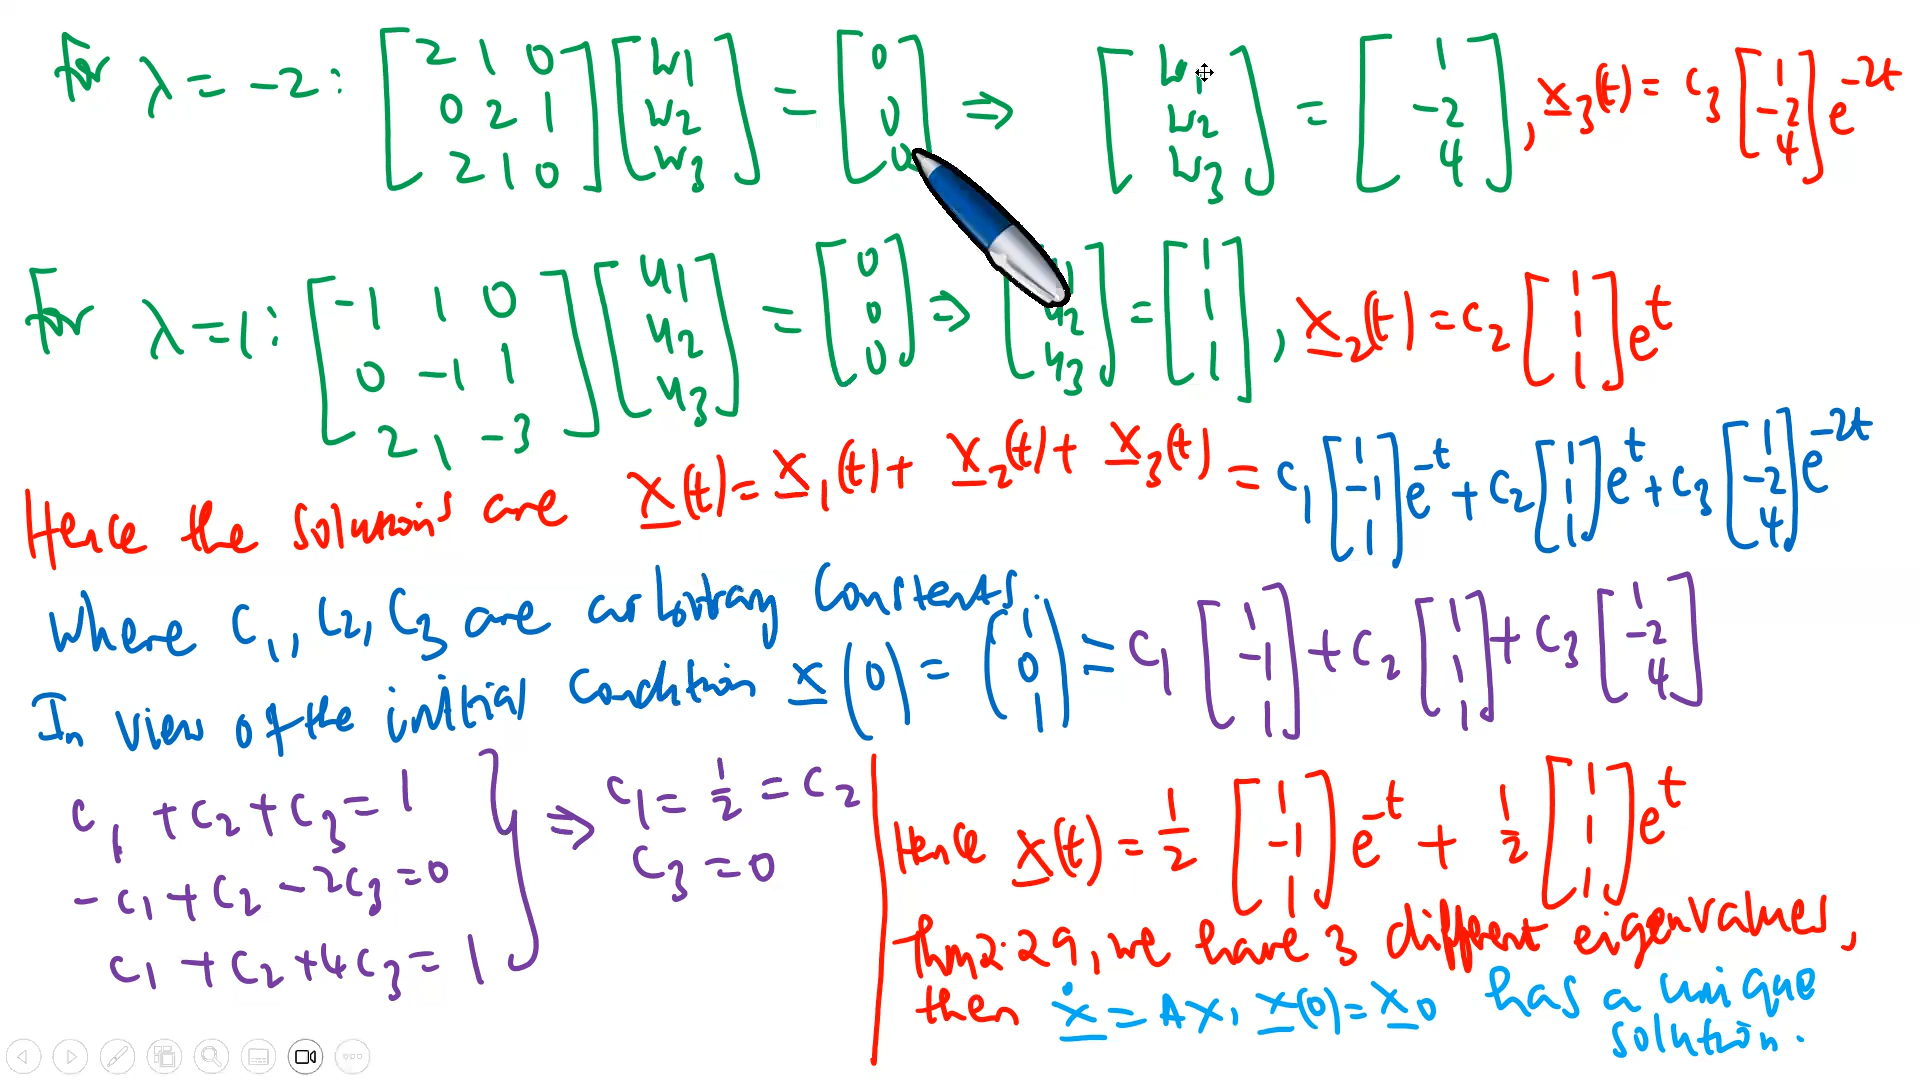 For λ = -2 : [2 1 0; 0 2 1; 2 1 0] [w1; w2; w3] = [0; 0; 0] ⇒ [w1; w2; w3] = [1; -2; 4], x3(t) = c3 [1; -2; 4] e^-2t
For λ = 1 : [-1 1 0; 0 -1 1; 2 1 -3] [u1; u2; u3] = [0; 0; 0] ⇒ [u1; u2; u3] = [1; 1; 1], x2(t) = c2 [1; 1; 1] e^t
Hence the solutions are x(t) = x1(t) + x2(t) + x3(t) = c1 [1; -1; 1] e^-t + c2 [1; 1; 1] e^t + c3 [1; -2; 4] e^-2t
where c1, c2, c3 are arbitrary constants.
In view of the initial condition x(0) = (1; 0; 1) = c1 [1; -1; 1] + c2 [1; 1; 1] + c3 [1; -2; 4]
c1 + c2 + c3 = 1
-c1 + c2 - 2c3 = 0
c1 + c2 + 4c3 = 1
⇒ c1 = 1/2 = c2
c3 = 0
Hence x(t) = 1/2 [1; -1; 1] e^-t + 1/2 [1; 1; 1] e^t
Thm 2.29, we have 3 different eigenvalues,
then ẋ = Ax, x(0) = x0 has a unique
solution.